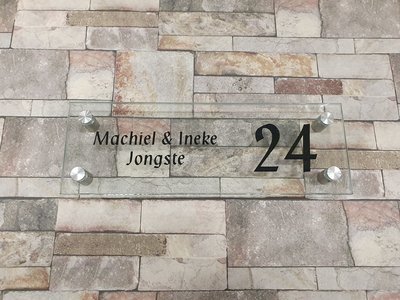 Machiel & Ineke
Jongste
24